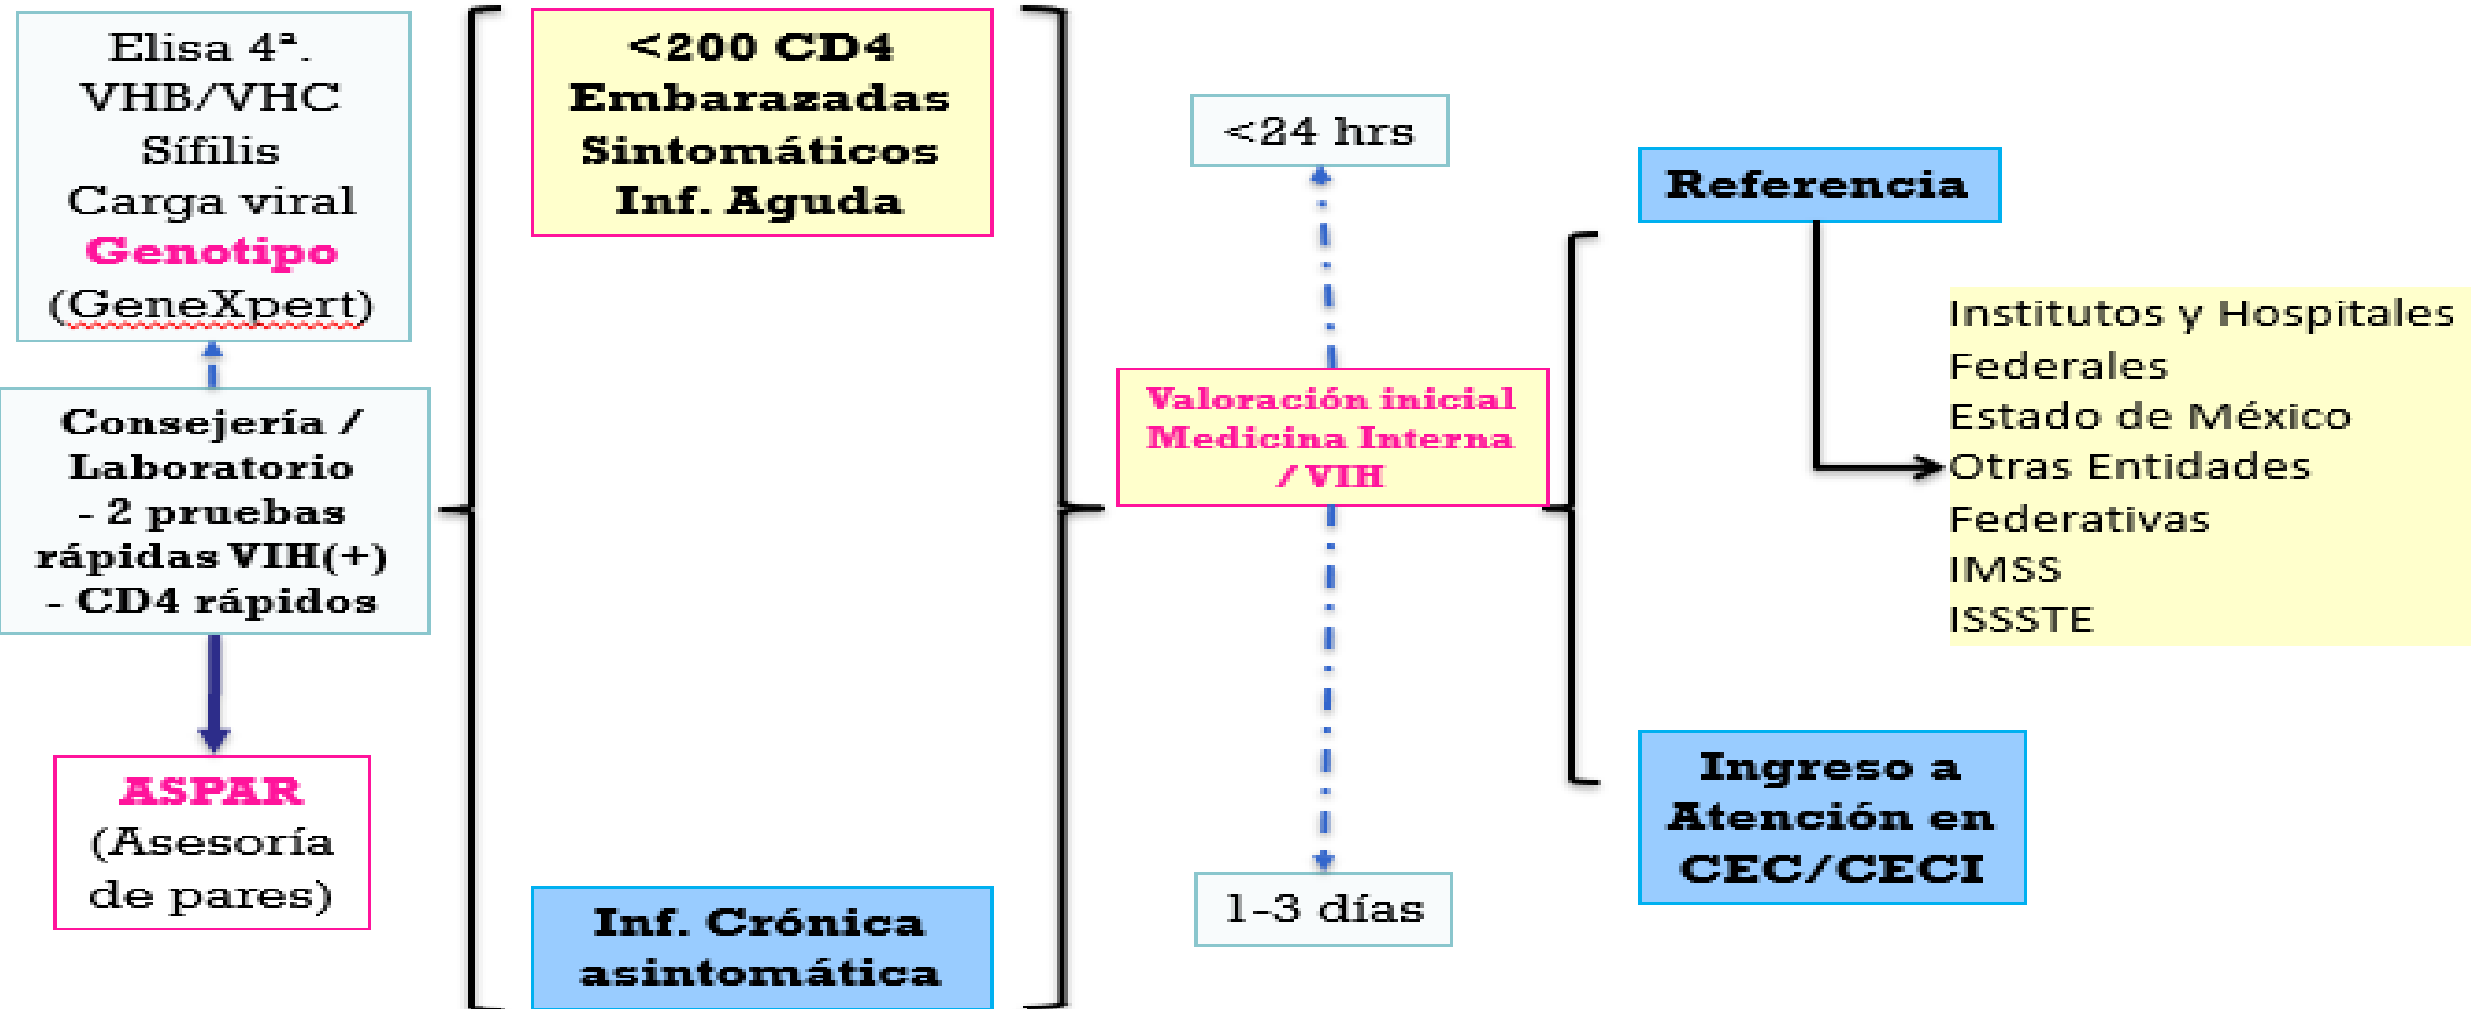 Elisa 4ª.
VHB/VHC
Sífilis
Carga viral
Genotipo
(GeneXpert)
Consejería /
Laboratorio
- 2 pruebas
rápidas VIH(+)
- CD4 rápidos
ASPAR
(Asesoría
de pares)
<200 CD4
Embarazadas
Sintomáticos
Inf. Aguda
Inf. Crónica
asintomática
<24 hrs
Valoración inicial
Medicina Interna
/ VIH
1-3 días
Referencia
Institutos y Hospitales
Federales
Estado de México
Otras Entidades
Federativas
IMSS
ISSSTE
Ingreso a
Atención en
CEC/CECI